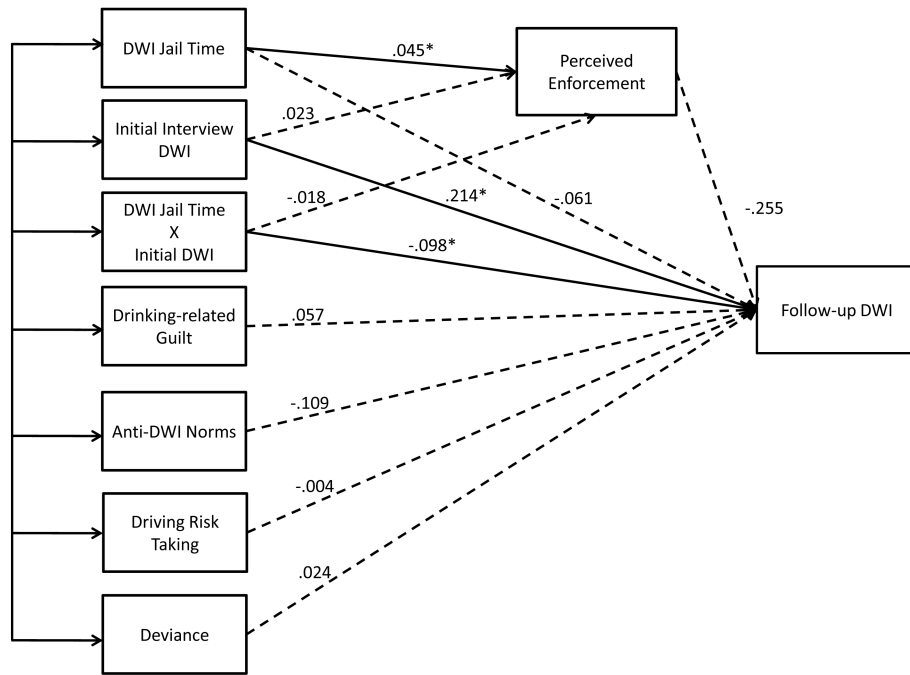 DWI Jail Time
.045*
Perceived
Enforcement
Initial Interview
DWI
.023
DWI Jail Time
X
Initial DWI
-.018
.214*
-.061
-.255
-.098*
Drinking-related
Guilt
.057
Follow-up DWI
Anti-DWI Norms
-.109
Driving Risk
Taking
-.004
Deviance
.024